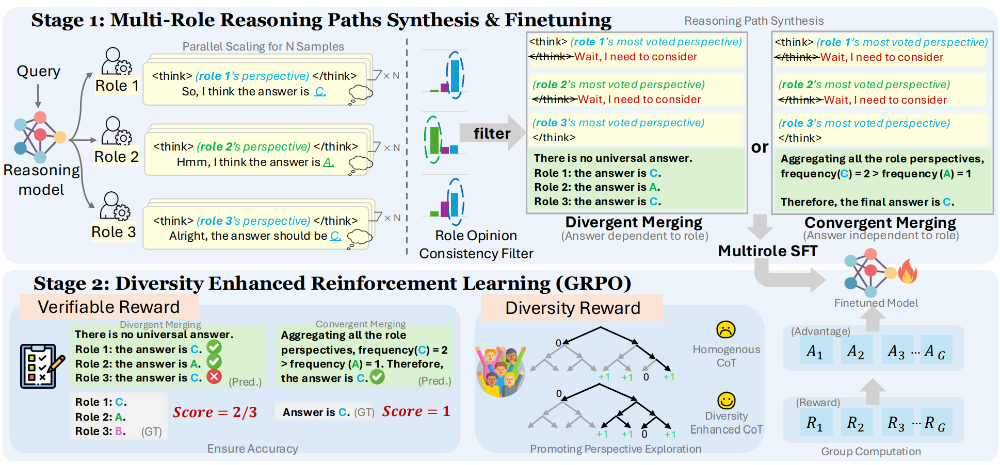 Stage 1: Multi-Role Reasoning Paths Synthesis & Finetuning
Reasoning Path Synthesis
Query
Reasoning
model
Role 1
Role 2
Role 3
Parallel Scaling for N Samples
<think> (role 1's perspective) </think>
So, I think the answer is C.
× N
<think> (role 2's perspective) </think>
Hmm, I think the answer is A.
× N
<think> (role 3's perspective) </think>
Alright, the answer should be C.
× N
Role Opinion
Consistency Filter
filter
<think> (role 1's most voted perspective)
</think>Wait, I need to consider
(role 2's most voted perspective)
</think>Wait, I need to consider
(role 3's most voted perspective)
</think>
There is no universal answer.
Role 1: the answer is C.
Role 2: the answer is A.
Role 3: the answer is C.
Divergent Merging
(Answer dependent to role)
or
<think> (role 1's most voted perspective)
</think>Wait, I need to consider
(role 2's most voted perspective)
</think>Wait, I need to consider
(role 3's most voted perspective)
</think>
Aggregating all the role perspectives,
frequency(C) = 2 > frequency (A) = 1
Therefore, the final answer is C.
Convergent Merging
(Answer independent to role)
Multirole SFT
Finetuned Model
Stage 2: Diversity Enhanced Reinforcement Learning (GRPO)
Verifiable Reward
Divergent Merging
There is no universal answer.
Role 1: the answer is C.
Role 2: the answer is A.
Role 3: the answer is C.
(Pred.)
Role 1: C.
Role 2: A.
Role 3: B.
(GT)
Score = 2/3
Convergent Merging
Aggregating all the role
perspectives, frequency(C) = 2
> frequency (A) = 1. Therefore,
the answer is C.
(Pred.)
Answer is C. (GT)
Score = 1
Ensure Accuracy
Diversity Reward
0
+1 +1 0 +1
Homogenous
CoT
0
+1 +1 0 +1
Diversity
Enhanced CoT
Promoting Perspective Exploration
(Advantage)
A1 A2 A3 ... AG
(Reward)
R1 R2 R3 ... RG
Group Computation